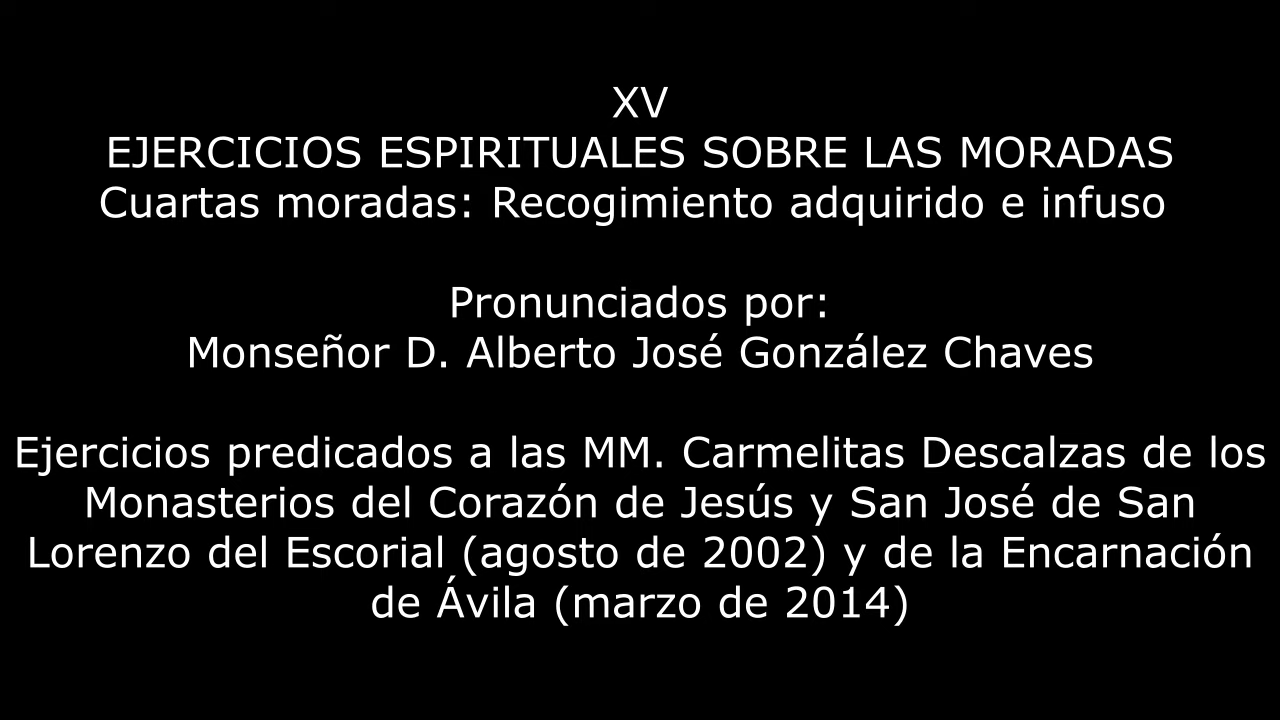 XV
EJERCICIOS ESPIRITUALES SOBRE LAS MORADAS
Cuartas moradas: Recogimiento adquirido e infuso
Pronunciados por:
Monseñor D. Alberto José González Chaves
Ejercicios predicados a las MM. Carmelitas Descalzas de los
Monasterios del Corazón de Jesús y San José de San
Lorenzo del Escorial (agosto de 2002) y de la Encarnación
de Ávila (marzo de 2014)